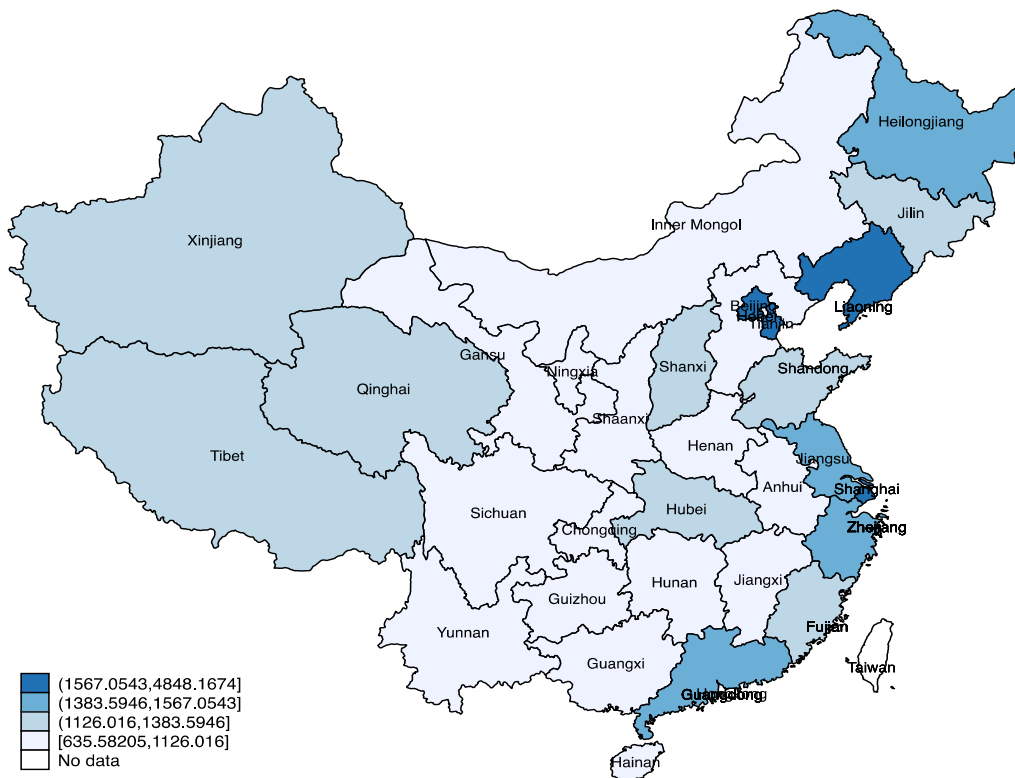 Heilongjiang
Jilin
Inner Mongol
Xinjiang
Liaoning
Beijing
Hebei
Tianjin
Gansu
Ningxia
Shanxi
Shandong
Qinghai
Shaanxi
Henan
Tibet
Jiangsu
Anhui
Shanghai
Sichuan
Hubei
Chongqing
Zhejiang
Hunan
Jiangxi
Guizhou
Yunnan
Fujian
Guangxi
Taiwan
Guangdong
Hainan
(1567.0543,4848.1674]
(1383.5946,1567.0543]
(1126.016,1383.5946]
[635.58205,1126.016]
No data